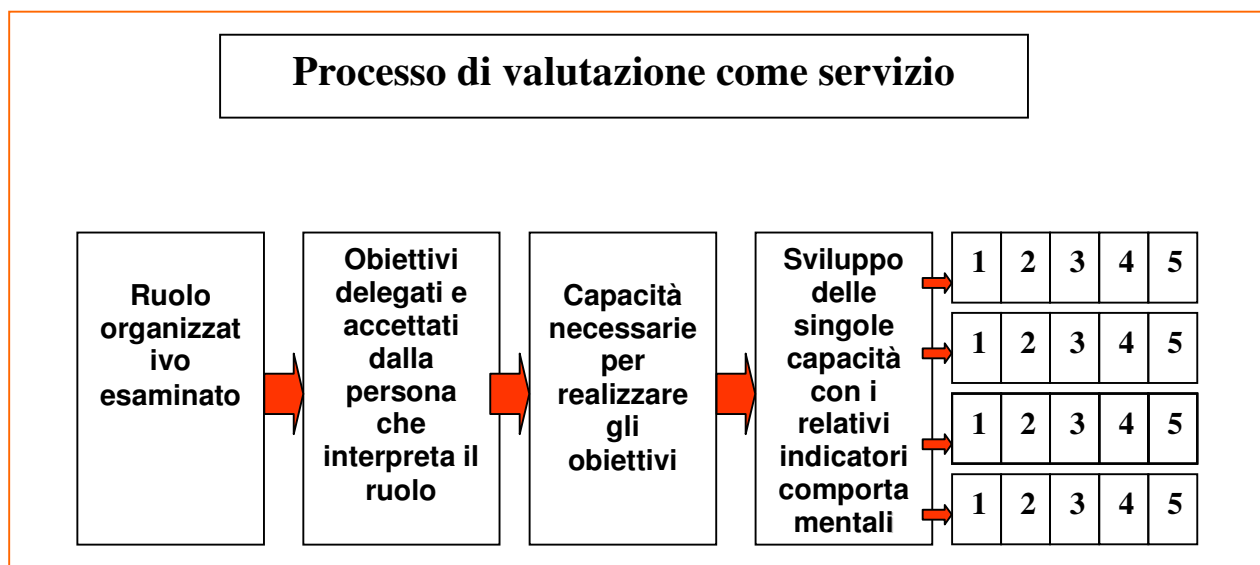 Processo di valutazione come servizio
Ruolo
organizzat
ivo
esaminato
Obiettivi
delegati e
accettati
dalla
persona
che
interpreta il
ruolo
Capacità
necessarie
per
realizzare
gli
obiettivi
Sviluppo
delle
singole
capacità
con i
relativi
indicatori
comporta
mentali
1 2 3 4 5
1 2 3 4 5
1 2 3 4 5
1 2 3 4 5